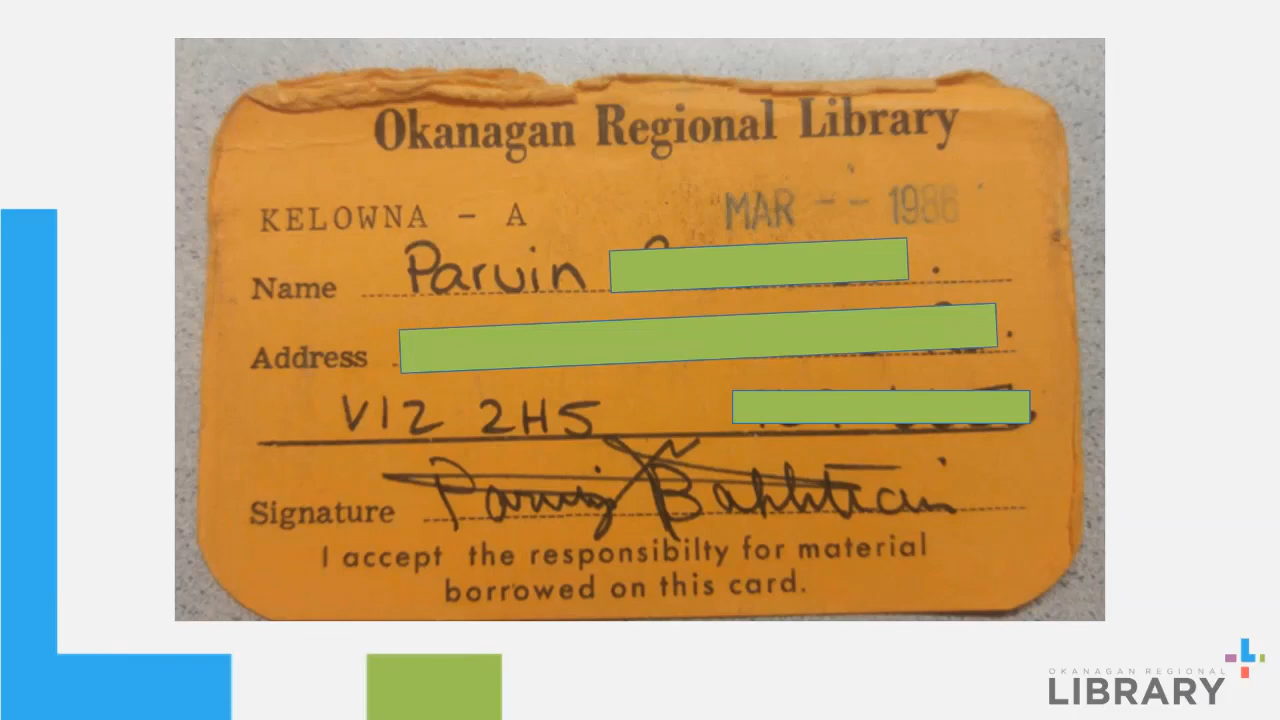 Okanagan Regional Library
KELOWNA - A MAR -- 1986
Name Parvin
Address
V1Z 2H5
Signature
I accept the responsibilty for material
borrowed on this card.
OKANAGAN REGIONAL
LIBRARY